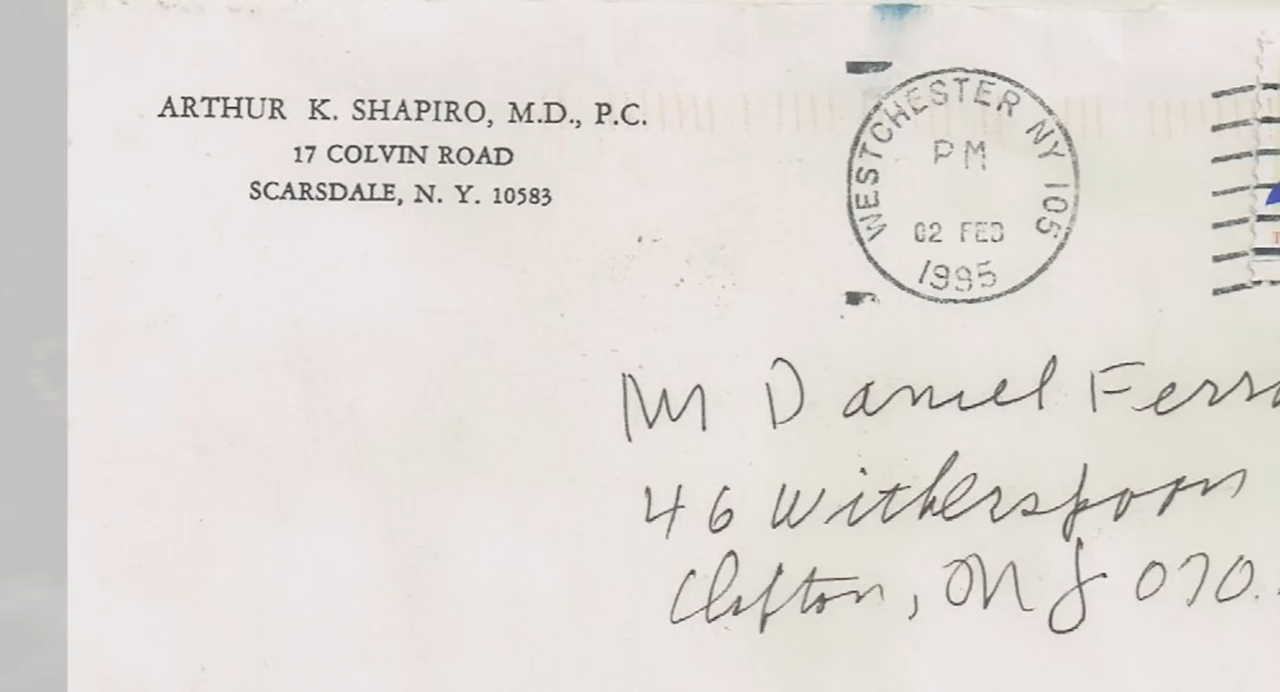 ARTHUR K. SHAPIRO, M.D., P.C.
17 COLVIN ROAD
SCARSDALE, N. Y. 10583
WESTCHESTER NY 105
PM
02 FEB
1995
M Daniel
46 Witherspoon
Clifton, NJ 070